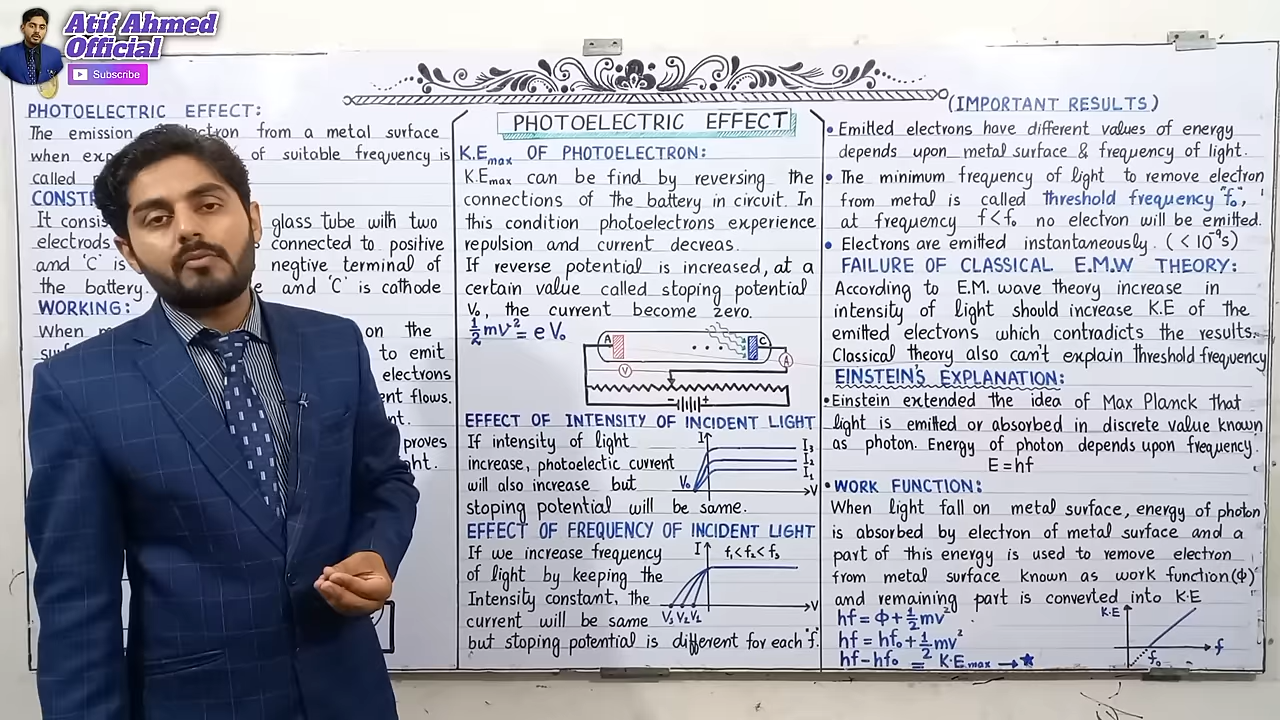 Atif Ahmed
Official
Subscribe
PHOTOELECTRIC EFFECT:
The emission electron from a metal surface
when exp of suitable frequency is
called
CONST
It consis glass tube with two
electrods connected to positive
and 'C' is negtive terminal of
the battery. and 'C' is cathode
WORKING:
When on the
to emit
electrons
flows.
proves
PHOTOELECTRIC EFFECT
K.Emax OF PHOTOELECTRON:
K.Emax can be find by reversing the
connections of the battery in circuit. In
this condition photoelectrons experience
repulsion and current decreas.
If reverse potential is increased, at a
certain value called stoping potential
V₀, the current become zero.
½mv²= eV₀
A C
V A
- +
EFFECT OF INTENSITY OF INCIDENT LIGHT
If intensity of light
increase, photoelectic current
will also increase but
stoping potential will be same.
I I₃
I₂
I₁
V₀ V
EFFECT OF FREQUENCY OF INCIDENT LIGHT
If we increase frequency
of light by keeping the
Intensity constant, the
current will be same
but stoping potential is different for each "f".
I f₁<f₂<f₃
V₃ V₂ V₁ V
(IMPORTANT RESULTS)
• Emitted electrons have different values of energy
depends upon metal surface & frequency of light.
• The minimum frequency of light to remove electron
from metal is called threshold frequency "f₀",
at frequency f<f₀ no electron will be emitted.
• Electrons are emitted instantaneously. (<10⁻⁹s)
FAILURE OF CLASSICAL E.M.W THEORY:
According to E.M. wave theory increase in
intensity of light should increase K.E of the
emitted electrons which contradicts the results.
Classical theory also can't explain threshold frequency
EINSTEIN'S EXPLANATION:
• Einstein extended the idea of Max Planck that
light is emitted or absorbed in discrete value known
as photon. Energy of photon depends upon frequency.
E=hf
• WORK FUNCTION:
When light fall on metal surface, energy of photon
is absorbed by electron of metal surface and a
part of this energy is used to remove electron
from metal surface known as work function(Φ)
and remaining part is converted into K.E
hf=Φ+½mv²
hf=hf₀+½mv²
hf-hf₀ = K.Emax →★
K.E
f₀ f